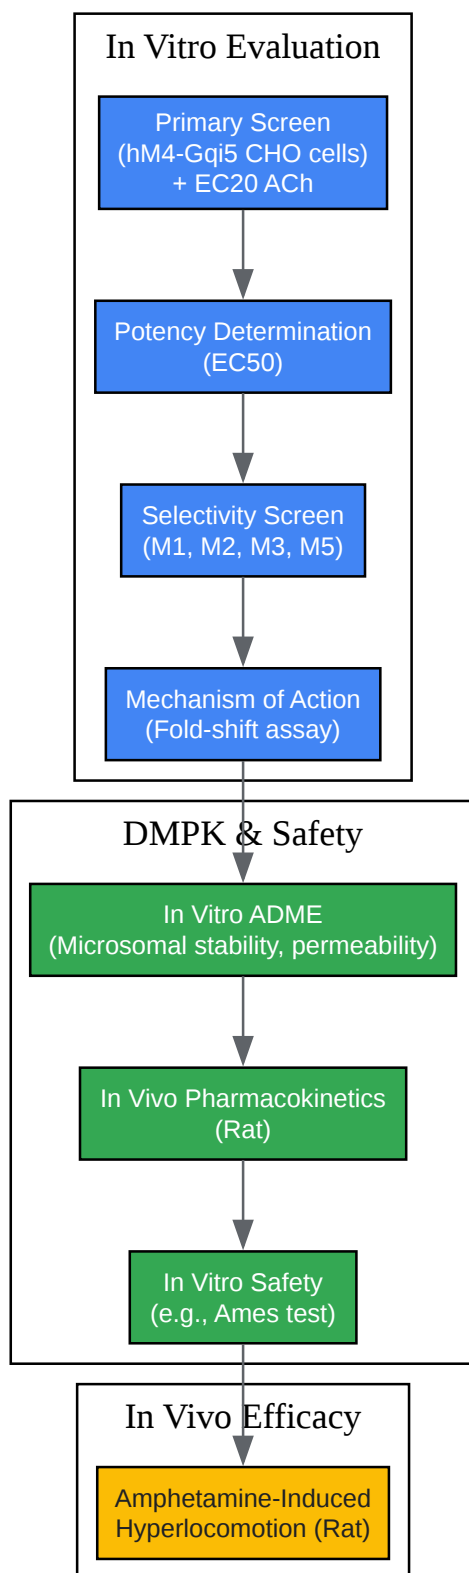 In Vitro Evaluation
Primary Screen
(hM4-Gqi5 CHO cells)
+ EC20 ACh
Potency Determination
(EC50)
Selectivity Screen
(M1, M2, M3, M5)
Mechanism of Action
(Fold-shift assay)
DMPK & Safety
In Vitro ADME
(Microsomal stability, permeability)
In Vivo Pharmacokinetics
(Rat)
In Vitro Safety
(e.g., Ames test)
In Vivo Efficacy
Amphetamine-Induced
Hyperlocomotion (Rat)